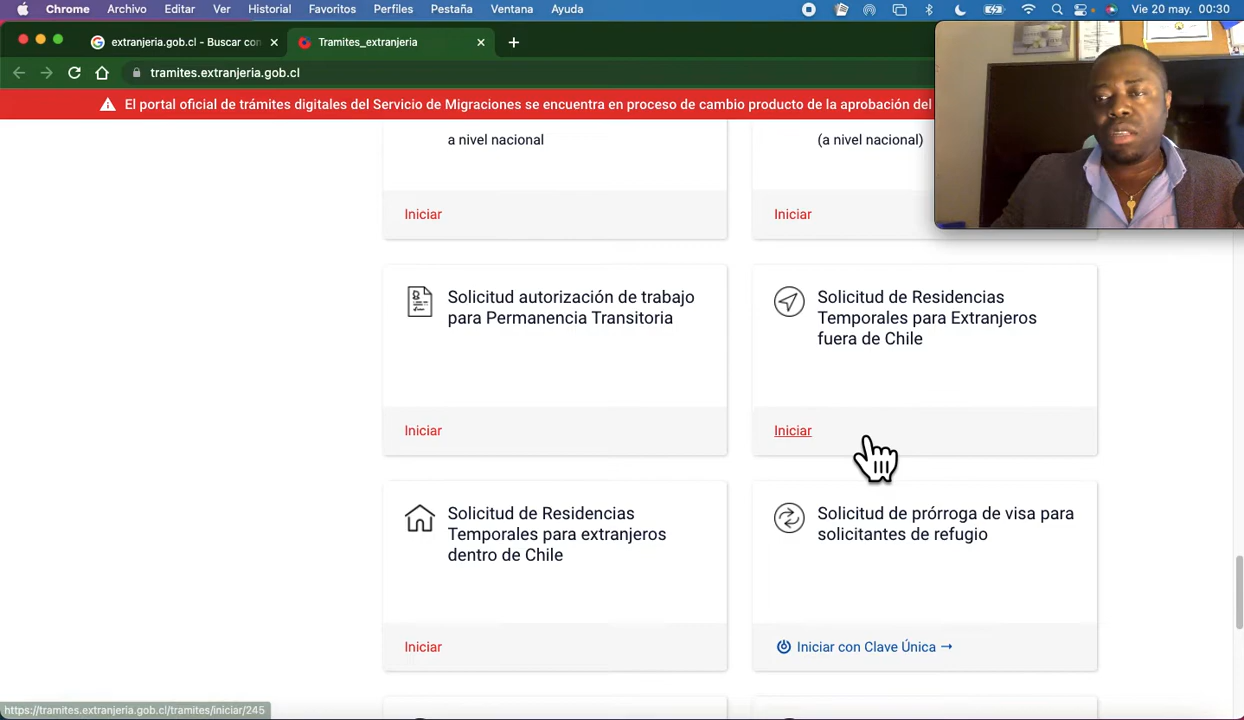 Chrome Archivo Editar Ver Historial Favoritos Perfiles Pestaña Ventana Ayuda Vie 20 may. 00:30
extranjeria.gob.cl - Buscar con
Tramites_extranjeria
tramites.extranjeria.gob.cl
El portal oficial de trámites digitales del Servicio de Migraciones se encuentra en proceso de cambio producto de la aprobación del
a nivel nacional
Iniciar
(a nivel nacional)
Iniciar
Solicitud autorización de trabajo
para Permanencia Transitoria
Iniciar
Solicitud de Residencias
Temporales para Extranjeros
fuera de Chile
Iniciar
Solicitud de Residencias
Temporales para extranjeros
dentro de Chile
Iniciar
Solicitud de prórroga de visa para
solicitantes de refugio
Iniciar con Clave Única →
https://tramites.extranjeria.gob.cl/tramites/iniciar/245